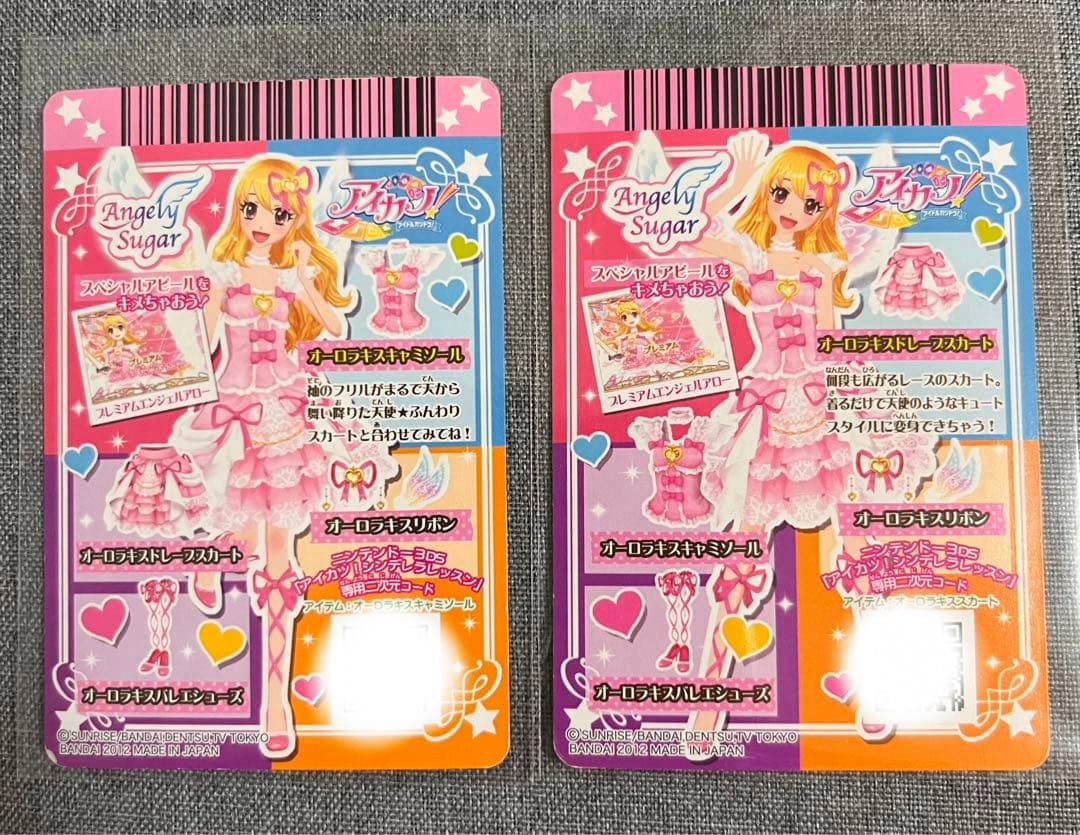 Angely
Sugar
アイカツ!
アイドルカツドウ!
スペシャルアピールを
キメちゃおう!
プレミアム
プレミアムエンジェルアロー
オーロラキスキャミソール
袖のフリルがまるで天から
舞い降りた天使★ふんわり
スカートと合わせてみてね!
オーロラキスドレープスカート
オーロラキスリボン
オーロラキスバレエシューズ
ニンテンドー3DS
「アイカツ!シンデレラレッスン」
専用二次元コード
アイテム:オーロラキスキャミソール
©SUNRISE/BANDAI,DENTSU,TV TOKYO
BANDAI 2012 MADE IN JAPAN
Angely
Sugar
アイカツ!
アイドルカツドウ!
スペシャルアピールを
キメちゃおう!
プレミアム
プレミアムエンジェルアロー
オーロラキスドレープスカート
何段も広がるレースのスカート。
着るだけで天使のようなキュート
スタイルに変身できちゃう!
オーロラキスキャミソール
オーロラキスリボン
オーロラキスバレエシューズ
ニンテンドー3DS
「アイカツ!シンデレラレッスン」
専用二次元コード
アイテム:オーロラキススカート
©SUNRISE/BANDAI,DENTSU,TV TOKYO
BANDAI 2012 MADE IN JAPAN